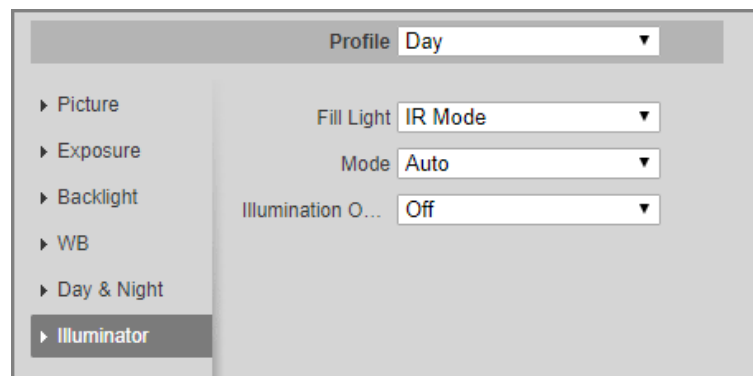 Profile Day
Picture
Fill Light IR Mode
Exposure
Mode Auto
Backlight
Illumination O... Off
WB
Day & Night
Illuminator